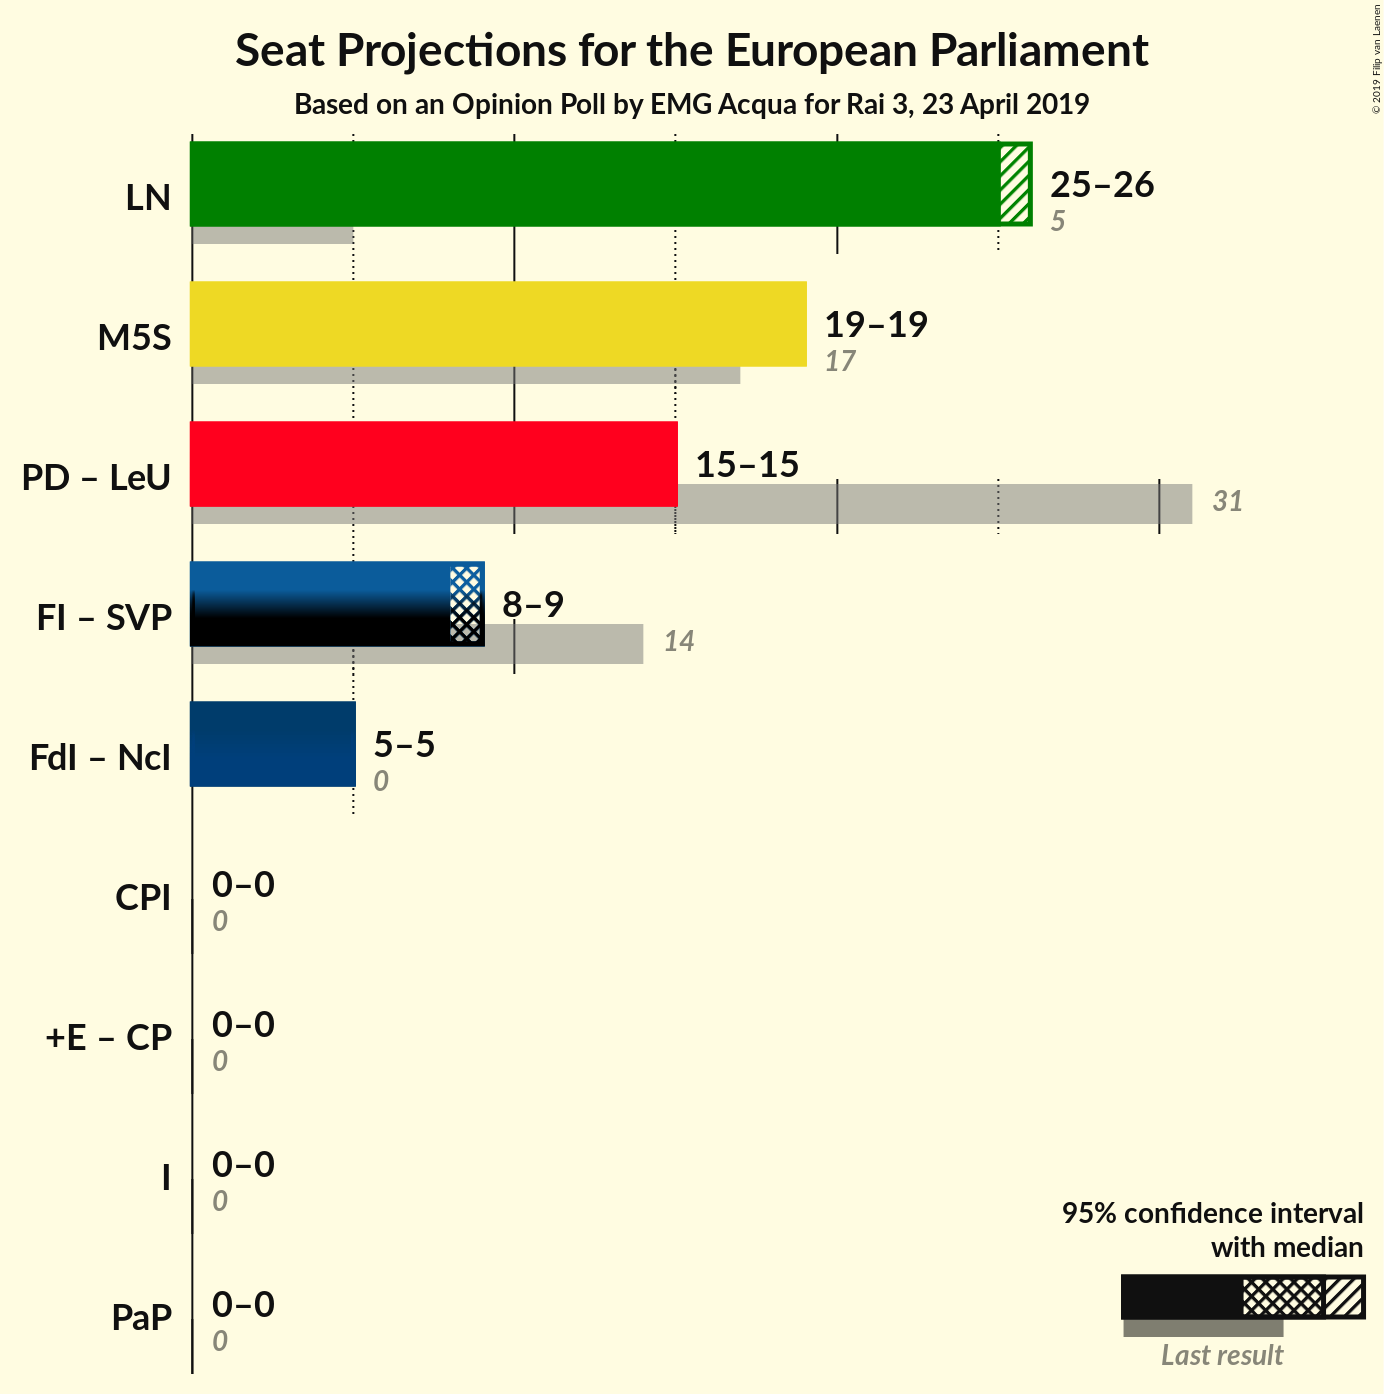 Seat Projections for the European Parliament
Based on an Opinion Poll by EMG Acqua for Rai 3, 23 April 2019
© 2019 Filip van Laenen
LN
25–26
5
M5S
19–19
17
PD – LeU
15–15
31
FI – SVP
8–9
14
FdI – NcI
5–5
0
CPI
0–0
0
+E – CP
0–0
0
I
0–0
0
PaP
0–0
0
95% confidence interval
with median
Last result